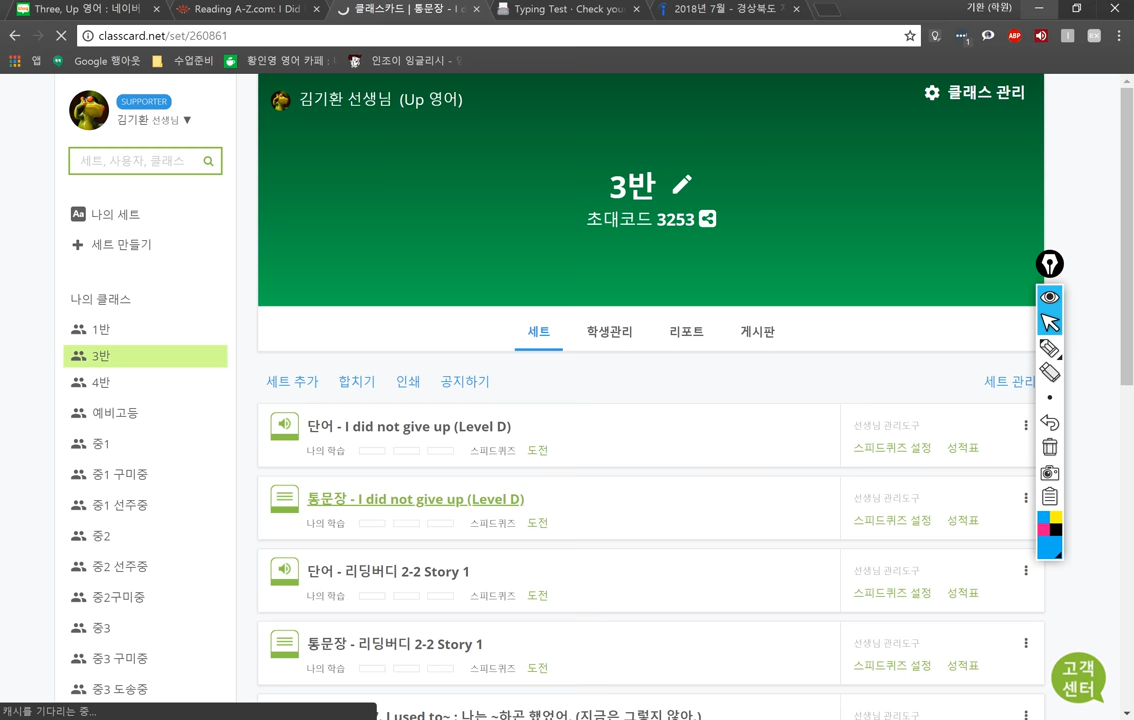 Three, Up 영어 : 네이버
Reading A-Z.com: I Did
클래스카드 | 통문장 - I d
Typing Test · Check you
2018년 7월 - 경상북도
기환 (학원)
classcard.net/set/260861
1
ABP
앱
Google 행아웃
수업준비
황인영 영어 카페 :
인조이 잉글리시 -
SUPPORTER
김기환 선생님 ▼
세트, 사용자, 클래스
Aa 나의 세트
세트 만들기
나의 클래스
1반
3반
4반
예비고등
중1
중1 구미중
중1 선주중
중2
중2 선주중
중2구미중
중3
중3 구미중
중3 도송중
김기환 선생님 (Up 영어)
클래스 관리
3반
초대코드 3253
세트
학생관리
리포트
게시판
세트 추가
합치기
인쇄
공지하기
세트 관리
단어 - I did not give up (Level D)
나의 학습
스피드퀴즈 도전
선생님 관리도구
스피드퀴즈 설정 성적표
통문장 - I did not give up (Level D)
나의 학습
스피드퀴즈 도전
선생님 관리도구
스피드퀴즈 설정 성적표
단어 - 리딩버디 2-2 Story 1
나의 학습
스피드퀴즈 도전
선생님 관리도구
스피드퀴즈 설정 성적표
통문장 - 리딩버디 2-2 Story 1
나의 학습
스피드퀴즈 도전
선생님 관리도구
스피드퀴즈 설정 성적표
I used to~ : 나는 ~하곤 했었어. (지금은 그렇지 않아.)
고객
센터
캐시를 기다리는 중...